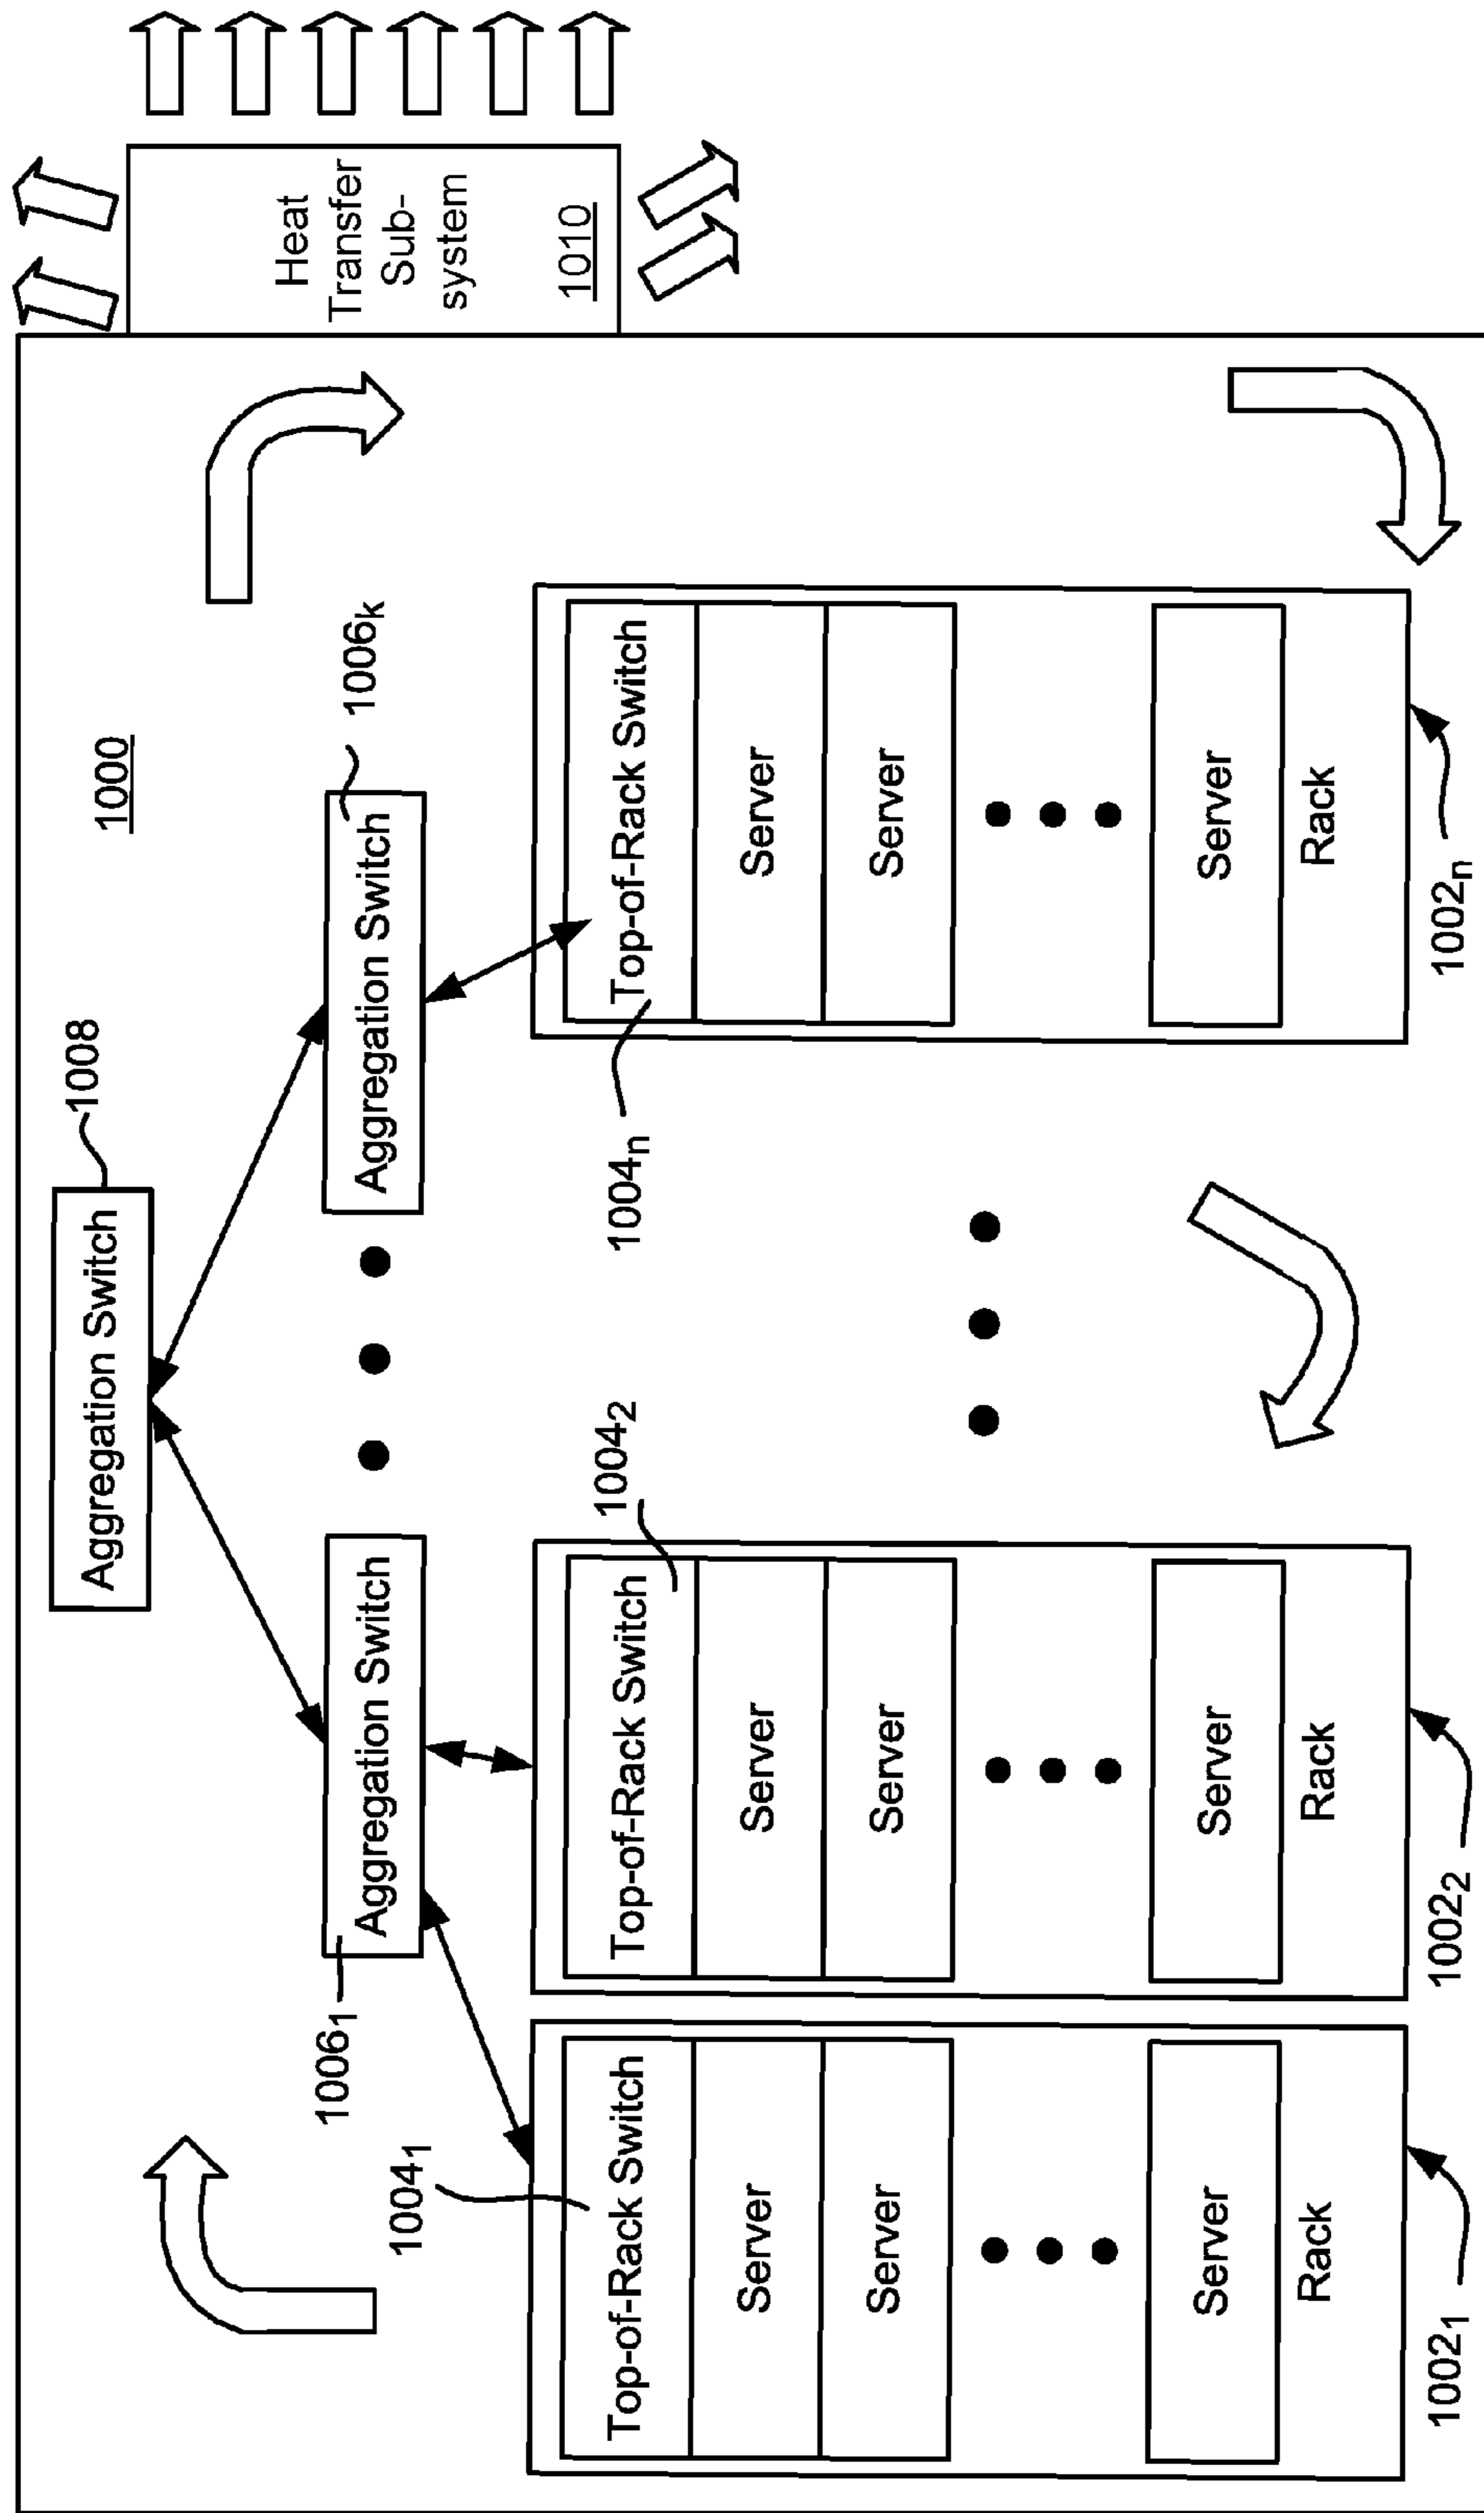 1000
Aggregation Switch
1008
Heat
Transfer
Sub-
system
1010
1006₁
Aggregation Switch
Aggregation Switch
1006ₖ
1004₁
1004₂
1004ₙ
Top-of-Rack Switch
Server
Server
Server
Rack
1002₁
Top-of-Rack Switch
Server
Server
Server
Rack
1002₂
Top-of-Rack Switch
Server
Server
Server
Rack
1002ₙ